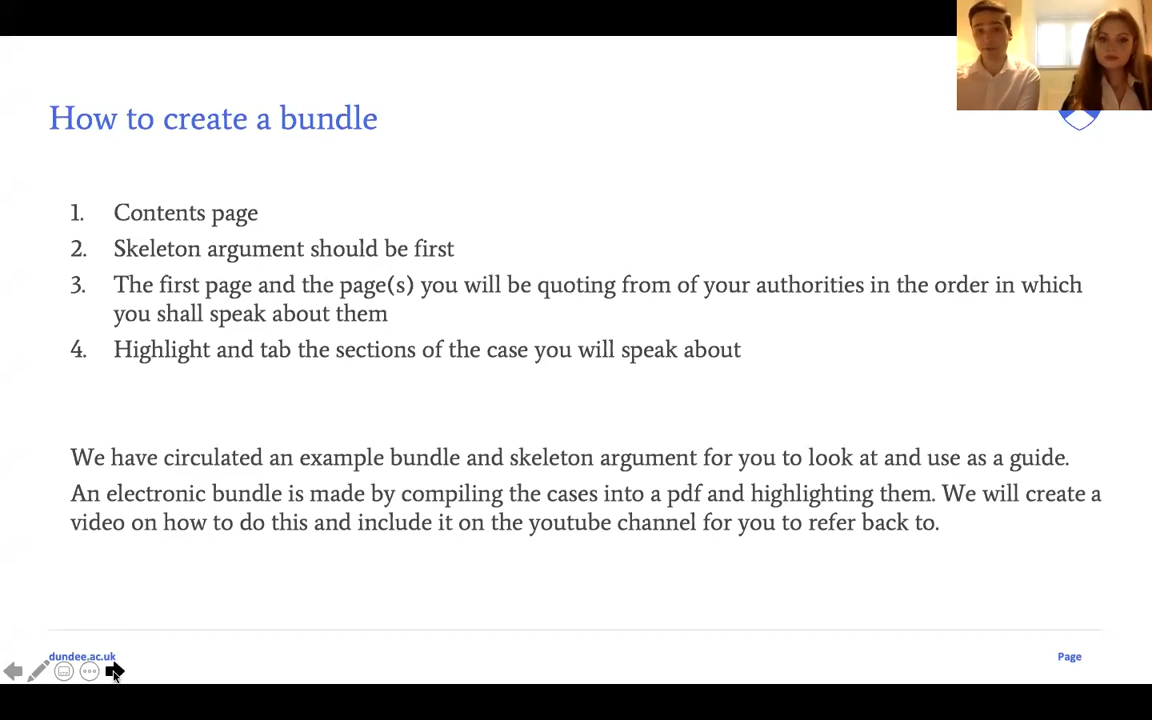 How to create a bundle
1. Contents page
2. Skeleton argument should be first
3. The first page and the page(s) you will be quoting from of your authorities in the order in which
you shall speak about them
4. Highlight and tab the sections of the case you will speak about
We have circulated an example bundle and skeleton argument for you to look at and use as a guide.
An electronic bundle is made by compiling the cases into a pdf and highlighting them. We will create a
video on how to do this and include it on the youtube channel for you to refer back to.
dundee.ac.uk
Page